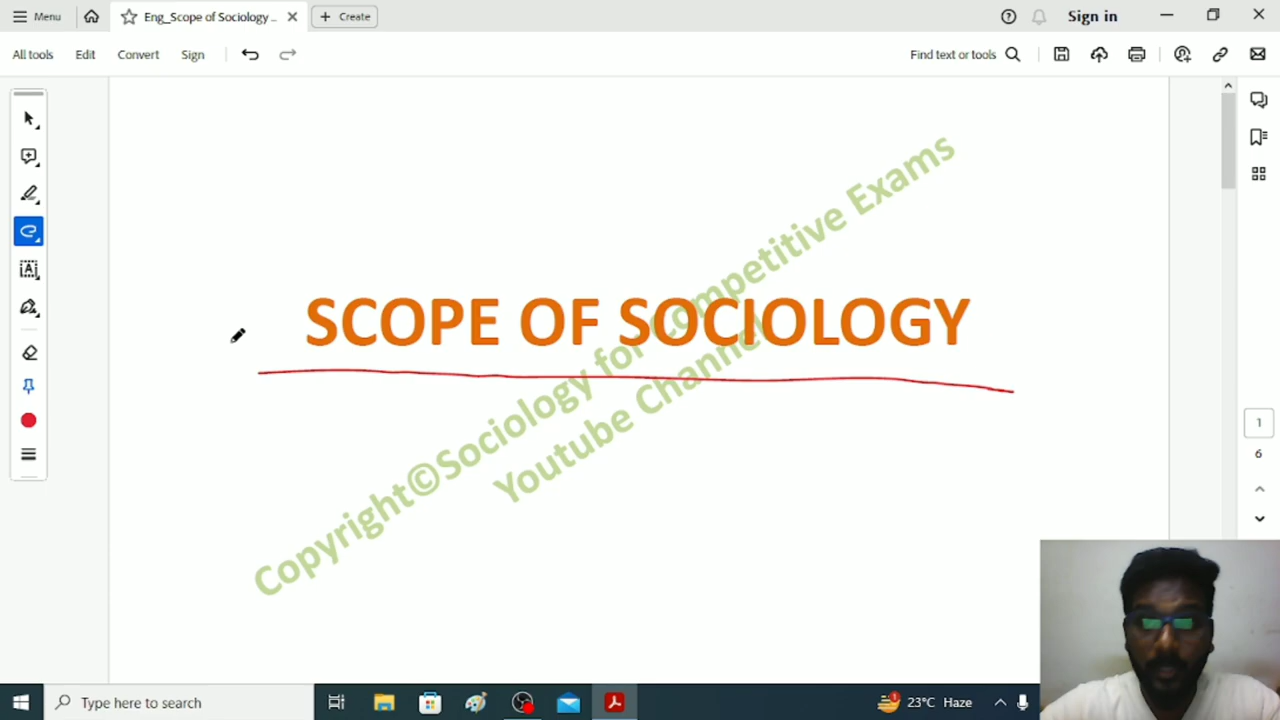 Menu
Eng_Scope of Sociology ...
Create
Sign in
All tools
Edit
Convert
Sign
Find text or tools
SCOPE OF SOCIOLOGY
Copyright©Sociology for Competitive Exams
Youtube Channel
1
6
Type here to search
1
23°C Haze